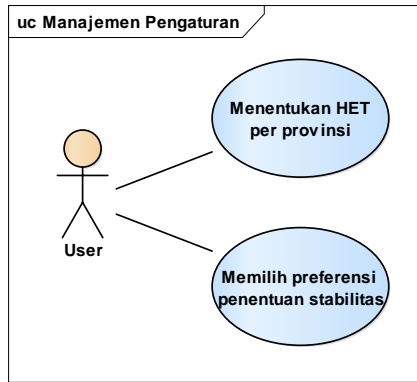 uc Manajemen Pengaturan
Menentukan HET
per provinsi
User
Memilih preferensi
penentuan stabilitas